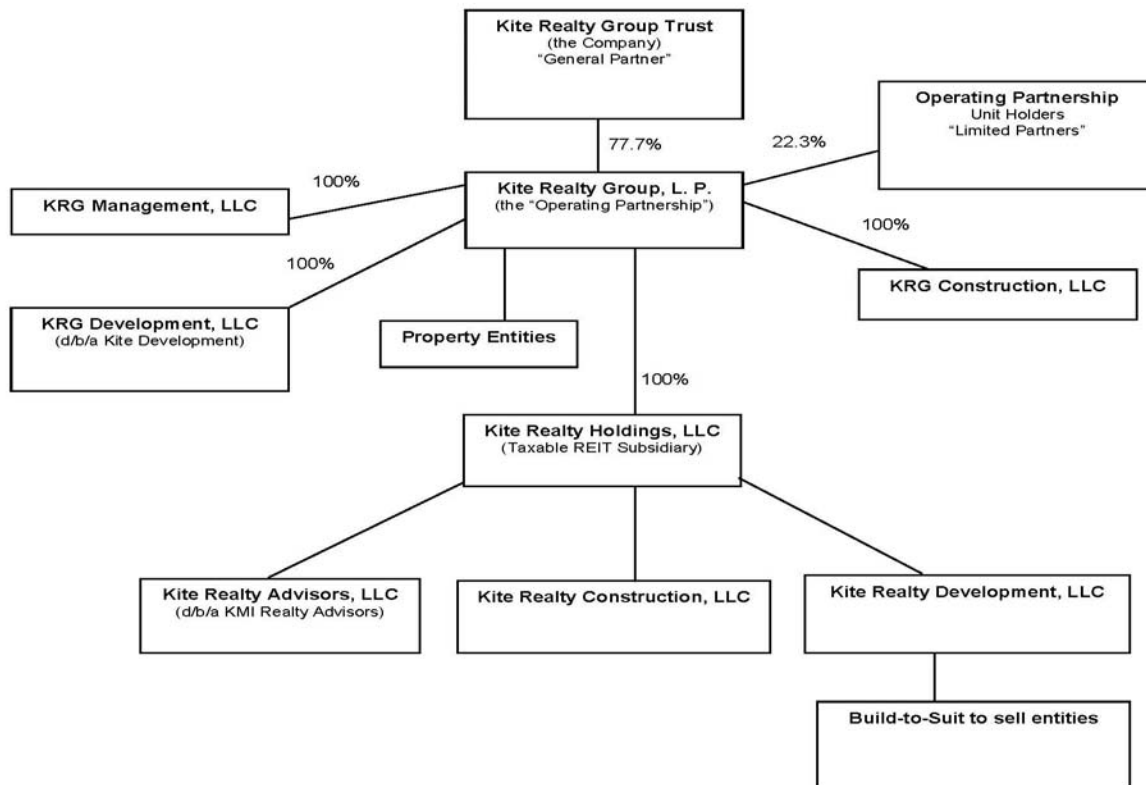 Kite Realty Group Trust
(the Company)
“General Partner”
Operating Partnership
Unit Holders
“Limited Partners”
77.7%
22.3%
100%
KRG Management, LLC
Kite Realty Group, L. P.
(the “Operating Partnership”)
100%
100%
KRG Construction, LLC
KRG Development, LLC
(d/b/a Kite Development)
Property Entities
100%
Kite Realty Holdings, LLC
(Taxable REIT Subsidiary)
Kite Realty Advisors, LLC
(d/b/a KMI Realty Advisors)
Kite Realty Construction, LLC
Kite Realty Development, LLC
Build-to-Suit to sell entities